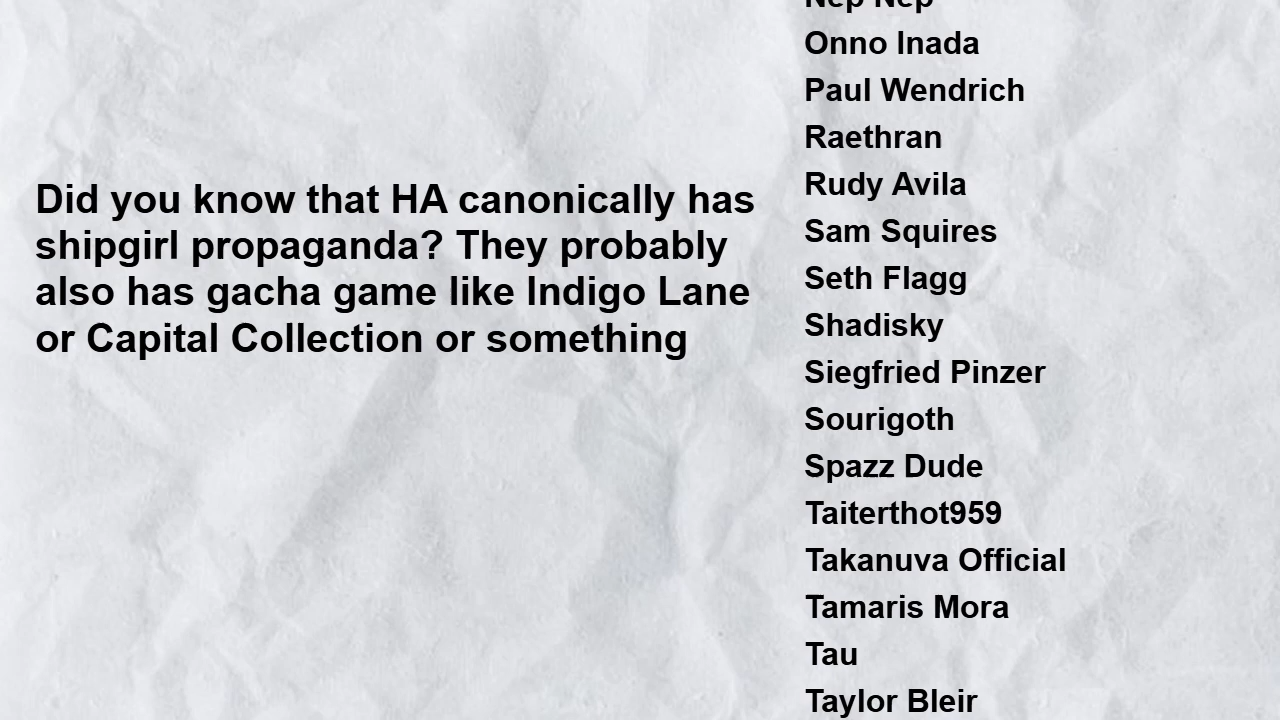 Did you know that HA canonically has
shipgirl propaganda? They probably
also has gacha game like Indigo Lane
or Capital Collection or something
Nep Nep
Onno Inada
Paul Wendrich
Raethran
Rudy Avila
Sam Squires
Seth Flagg
Shadisky
Siegfried Pinzer
Sourigoth
Spazz Dude
Taiterthot959
Takanuva Official
Tamaris Mora
Tau
Taylor Bleir